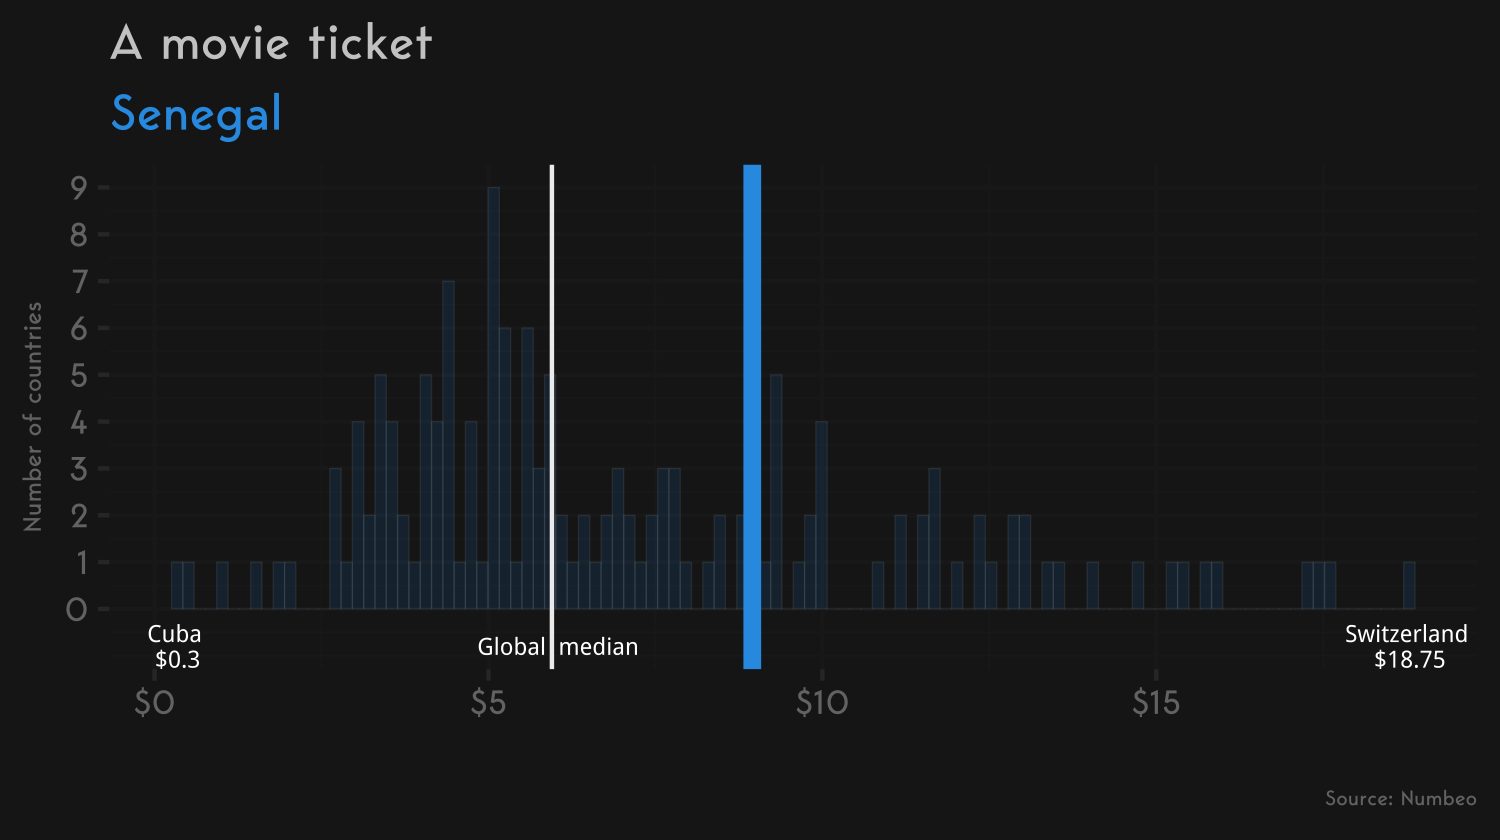 A movie ticket
Senegal
Number of countries
9
8
7
6
5
4
3
2
1
0
Cuba
$0.3
Global median
Switzerland
$18.75
$0 $5 $10 $15
Source: Numbeo